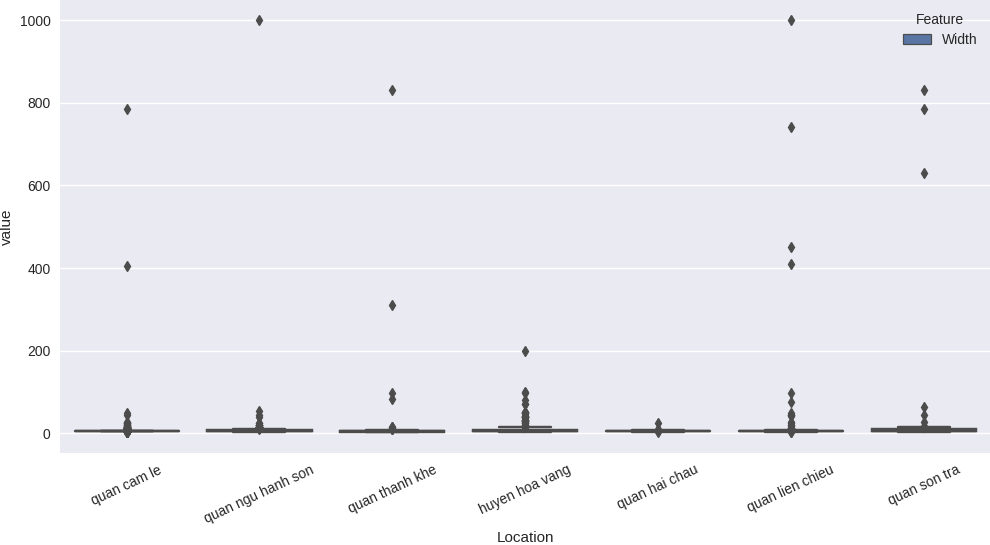 1000
800
600
400
200
0
value
Feature
Width
quan cam le
quan ngu hanh son
quan thanh khe
huyen hoa vang
quan hai chau
quan lien chieu
quan son tra
Location